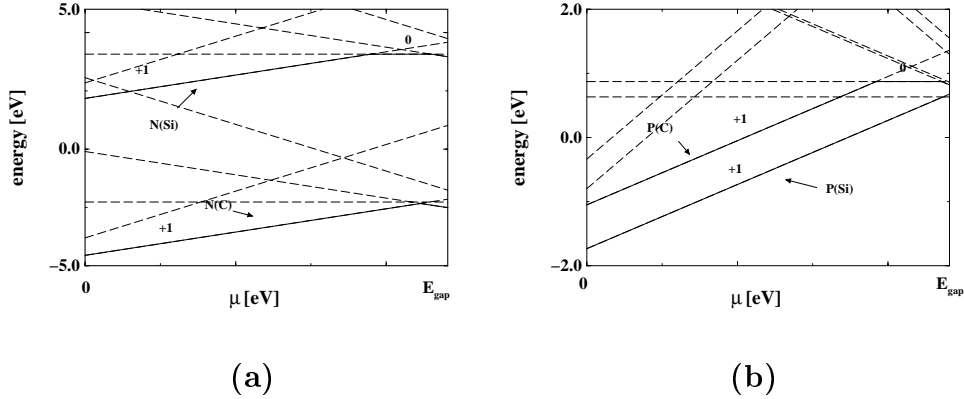 5.0
0.0
−5.0
energy [eV]
0
+1
N(Si)
N(C)
+1
0
μ [eV]
E_gap
(a)
2.0
0.0
−2.0
energy [eV]
0
+1
P(C)
+1
P(Si)
0
μ [eV]
E_gap
(b)